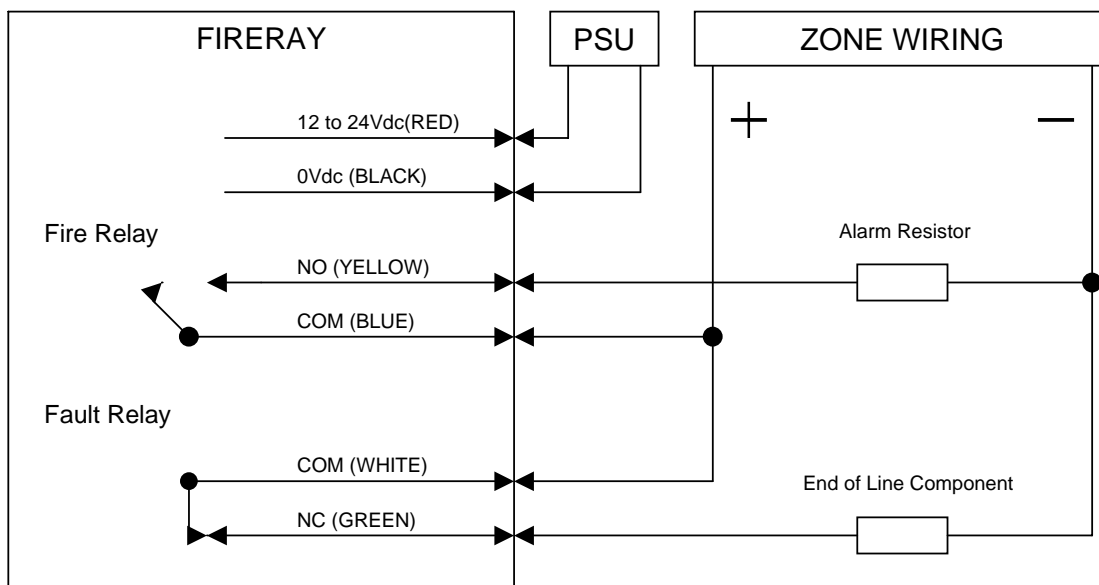 FIRERAY
PSU
ZONE WIRING
12 to 24Vdc(RED)
+
−
0Vdc (BLACK)
Fire Relay
Alarm Resistor
NO (YELLOW)
COM (BLUE)
Fault Relay
COM (WHITE)
End of Line Component
NC (GREEN)